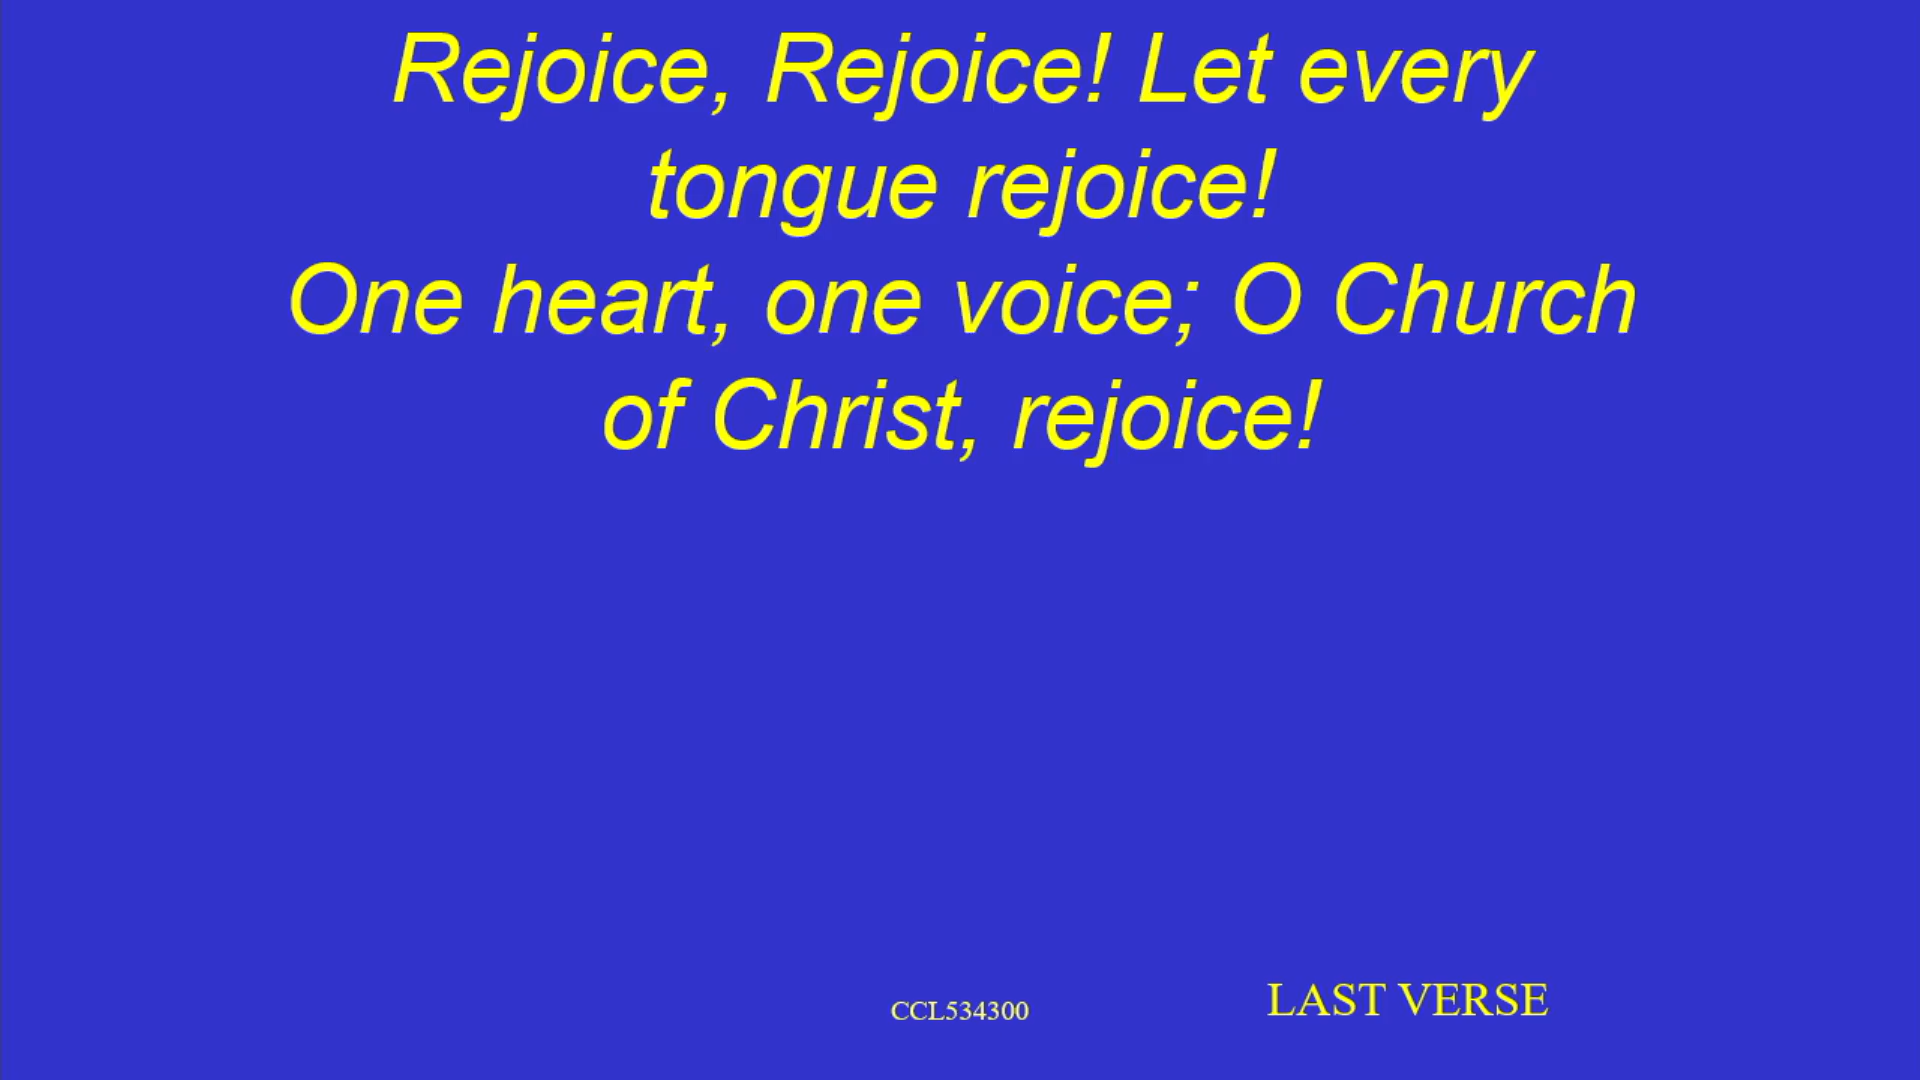 Rejoice, Rejoice! Let every
tongue rejoice!
One heart, one voice; O Church
of Christ, rejoice!
CCL534300
LAST VERSE